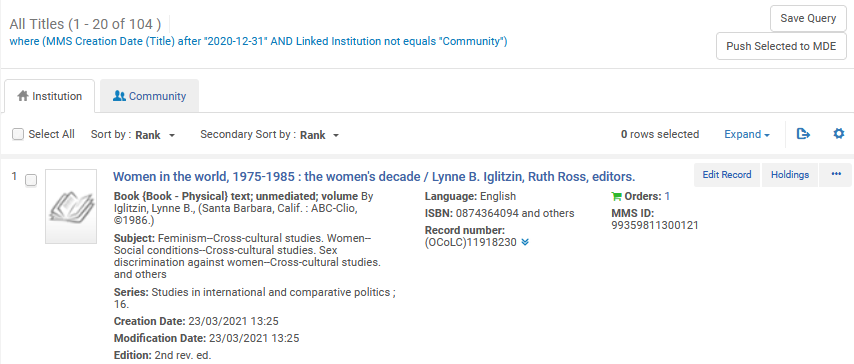 All Titles (1 - 20 of 104 )
where (MMS Creation Date (Title) after "2020-12-31" AND Linked Institution not equals "Community")
Save Query
Push Selected to MDE
Institution
Community
Select All Sort by : Rank Secondary Sort by : Rank 0 rows selected Expand
1
Women in the world, 1975-1985 : the women's decade / Lynne B. Iglitzin, Ruth Ross, editors.
Edit Record Holdings •••
Book {Book - Physical} text; unmediated; volume By
Iglitzin, Lynne B., (Santa Barbara, Calif. : ABC-Clio,
©1986.)
Subject: Feminism--Cross-cultural studies. Women--
Social conditions--Cross-cultural studies. Sex
discrimination against women--Cross-cultural studies.
and others
Series: Studies in international and comparative politics ;
16.
Creation Date: 23/03/2021 13:25
Modification Date: 23/03/2021 13:25
Edition: 2nd rev. ed.
Language: English
ISBN: 0874364094 and others
Record number:
(OCoLC)11918230
Orders: 1
MMS ID:
99359811300121